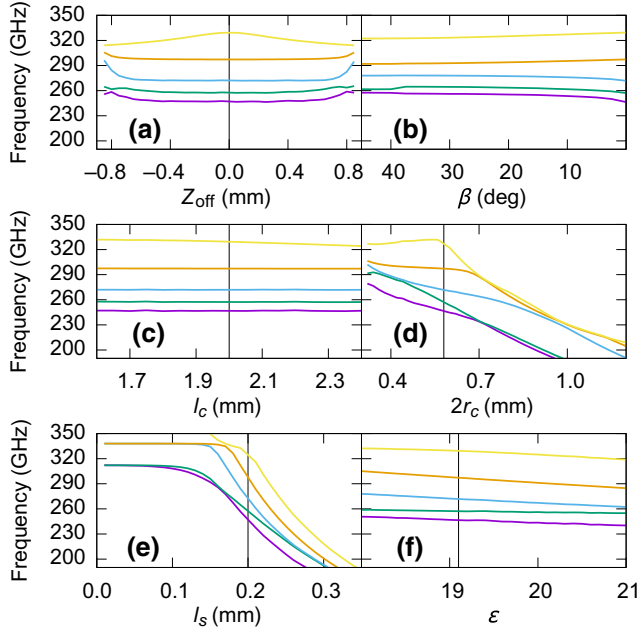 Frequency (GHz)
350
320
290
260
230
200
(a)
(b)
−0.8 −0.4 0.0 0.4 0.8
40 30 20 10
Z_off (mm)
β (deg)
Frequency (GHz)
350
320
290
260
230
200
(c)
(d)
1.7 2.0 2.1 2.3
0.4 0.7 1.0
l_c (mm)
2r_c (mm)
Frequency (GHz)
350
320
290
260
230
200
(e)
(f)
0.0 0.1 0.2 0.3
19 20 21
l_s (mm)
ε